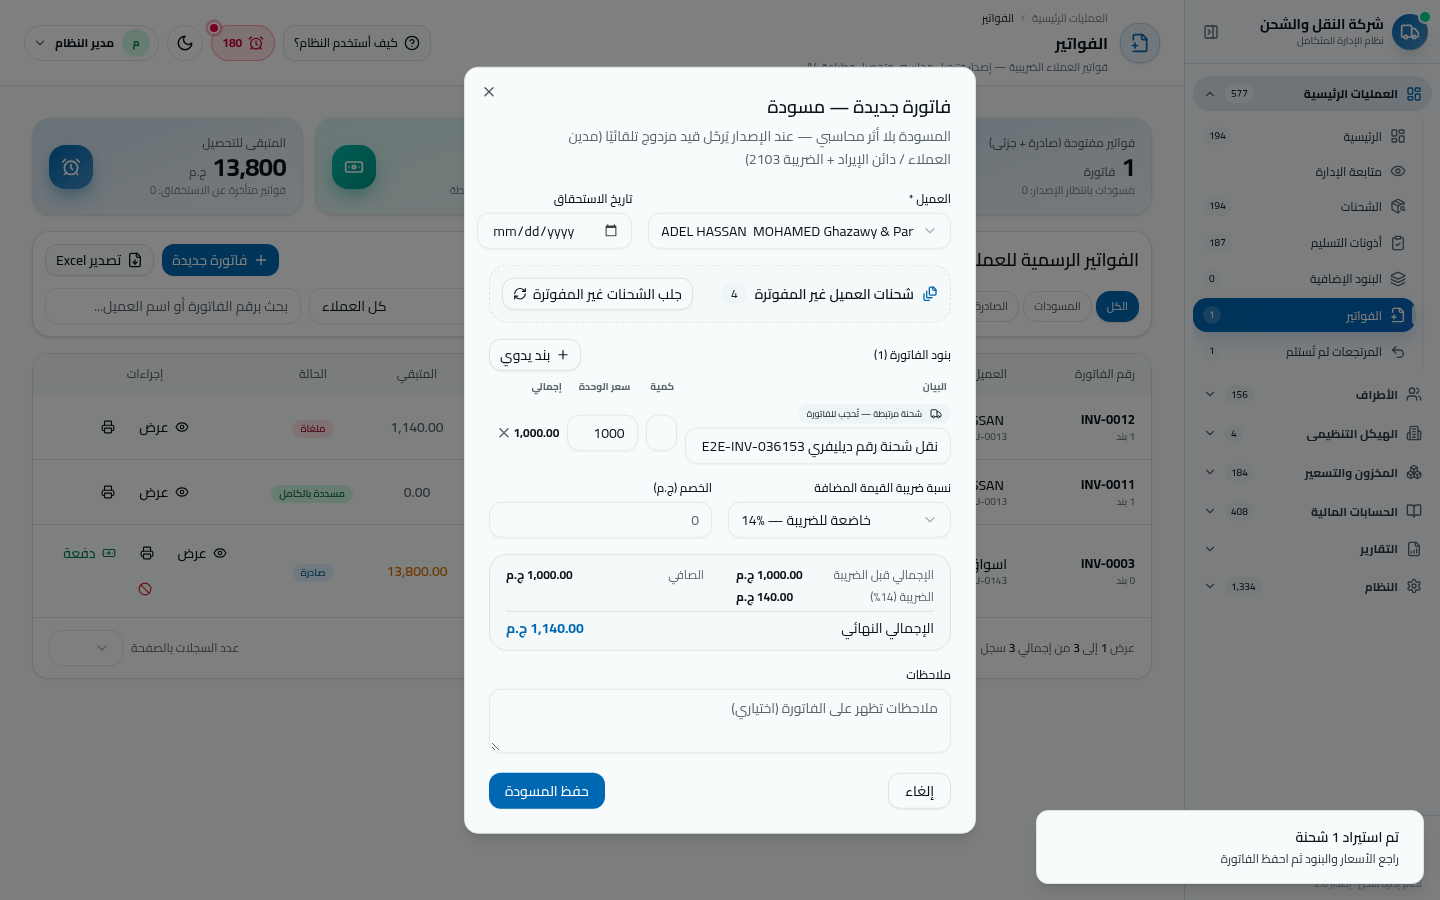 شركة النقل والشحن
نظام الإدارة المتكامل
العمليات الرئيسية
577
الرئيسية
194
متابعة الإدارة
الشحنات
194
أذونات التسليم
187
البنود الإضافية
0
الفواتير
1
المرتجعات لم تُستلم
1
الأطراف
156
الهيكل التنظيمي
4
المخزون والتسعير
184
الحسابات المالية
408
التقارير
النظام
1,334
العمليات الرئيسية
الفواتير
الفواتير
كيف أستخدم النظام؟
180
مدير النظام
م
فواتير مفتوحة (صادرة + جزئي)
1 فاتورة
مسودات بانتظار الإصدار: 0
المتبقي للتحصيل
13,800 ج.م
فواتير متأخرة عن الاستحقاق: 0
الفواتير الرسمية للعملا
فاتورة جديدة
تصدير Excel
الكل
المسودات
الصادرة
كل العملاء
بحث برقم الفاتورة أو اسم العميل...
رقم الفاتورة
العميل
المتبقي
الحالة
إجراءات
INV-0012
1 بند
SSAN
J-0013
1,140.00
ملغاة
عرض
INV-0011
1 بند
SSAN
J-0013
0.00
مسددة بالكامل
عرض
INV-0003
0 بند
اسواق
J-0143
13,800.00
صادرة
عرض
دفعة
عرض 1 إلى 3 من إجمالي 3 سجل
عدد السجلات بالصفحة
فاتورة جديدة — مسودة
المسودة بلا أثر محاسبي — عند الإصدار يُرحّل قيد مزدوج تلقائيًا (مدين
العملاء / دائن الإيراد + الضريبة 2103)
العميل *
تاريخ الاستحقاق
ADEL HASSAN MOHAMED Ghazawy & Par
mm/dd/yyyy
شحنات العميل غير المفوترة
4
جلب الشحنات غير المفوترة
بنود الفاتورة (1)
بند يدوي
البيان
كمية
سعر الوحدة
إجمالي
شحنة مرتبطة — تُحجب للفاتورة
نقل شحنة رقم ديليفري E2E-INV-036153
1000
1,000.00
نسبة ضريبة القيمة المضافة
الخصم (ج.م)
خاضعة للضريبة — 14%
0
الإجمالي قبل الضريبة
1,000.00 ج.م
الصافي
1,000.00 ج.م
الضريبة (14%)
140.00 ج.م
الإجمالي النهائي
1,140.00 ج.م
ملاحظات
ملاحظات تظهر على الفاتورة (اختياري)
إلغاء
حفظ المسودة
تم استيراد 1 شحنة
راجع الأسعار والبنود ثم احفظ الفاتورة